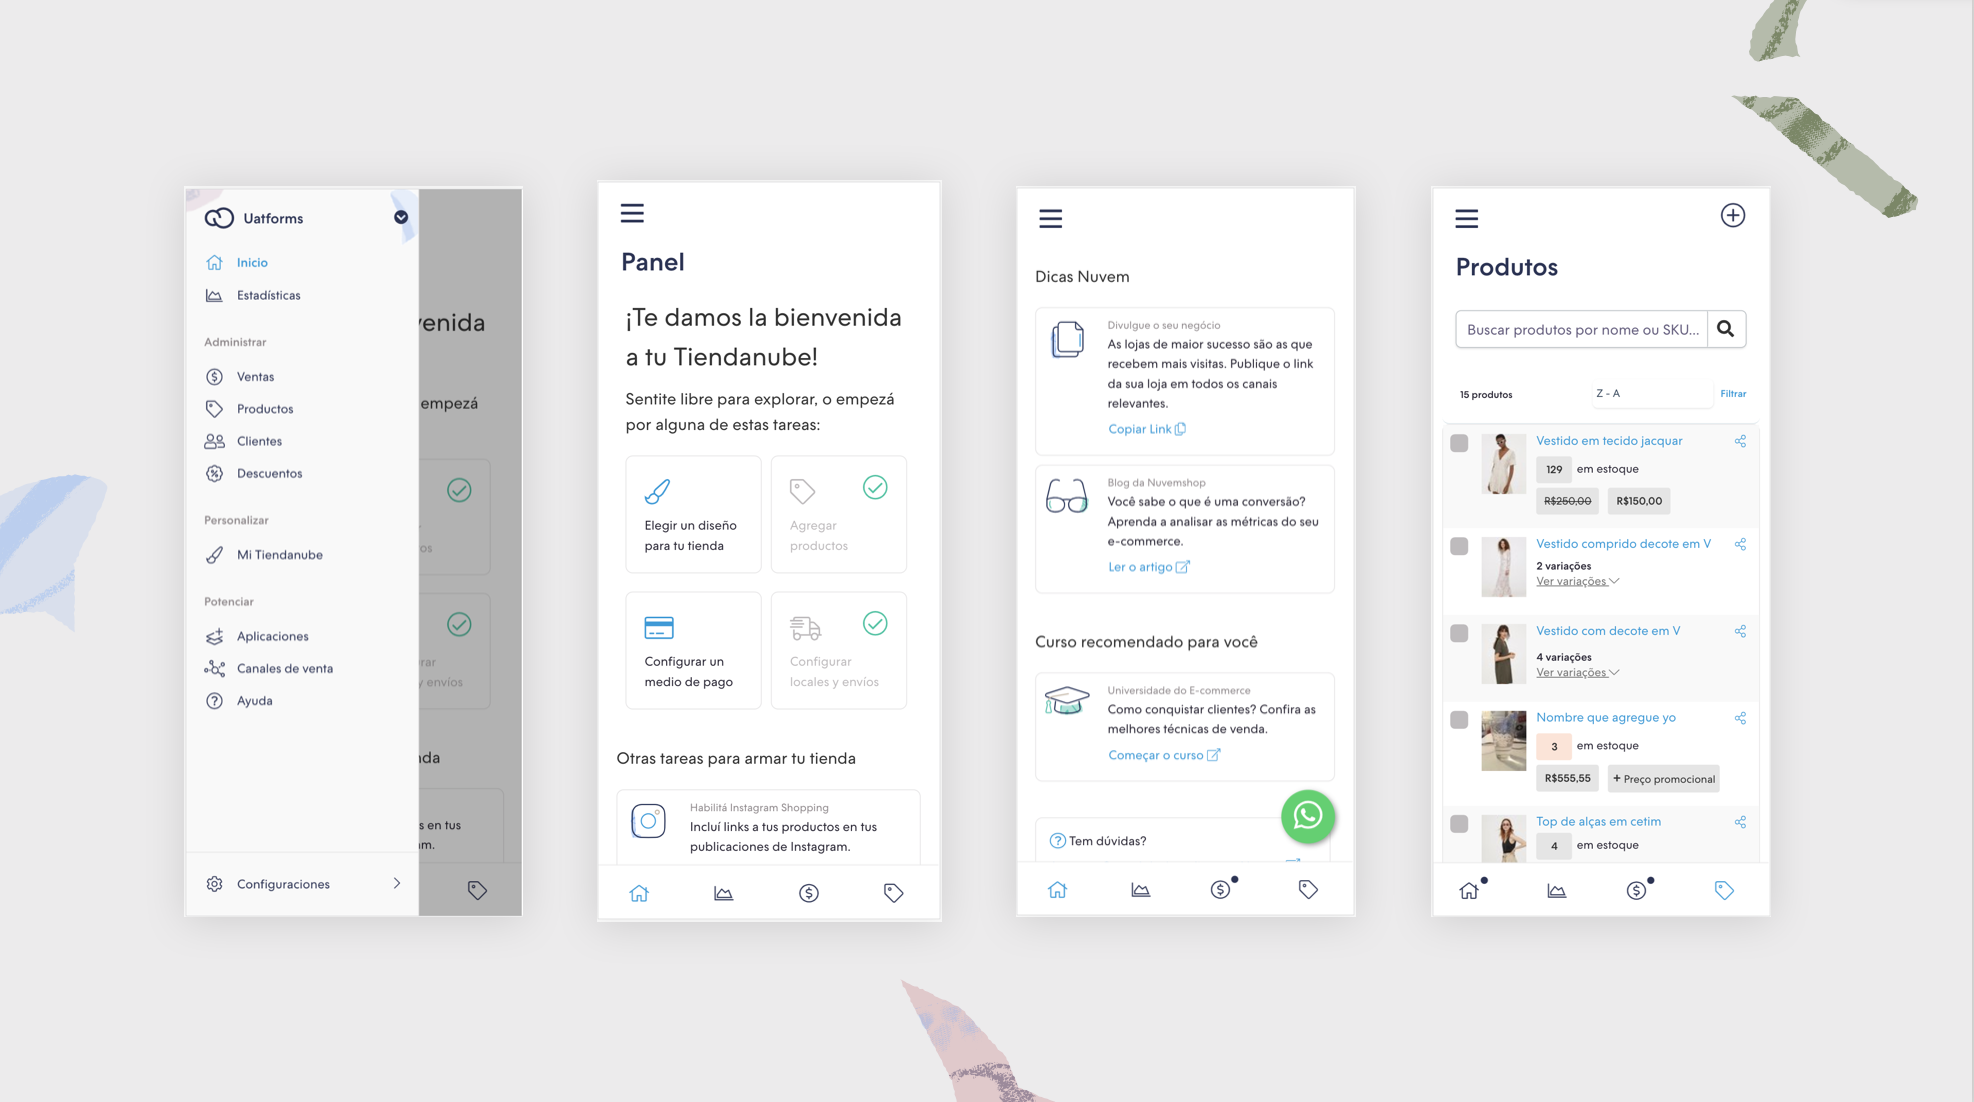 Uatforms
Inicio
Estadísticas
Administrar
Ventas
Productos
Clientes
Descuentos
Personalizar
Mi Tiendanube
Potenciar
Aplicaciones
Canales de venta
Ayuda
Configuraciones
venida
empezá
os
rar
y envíos
da
s en tus
m.
Panel
¡Te damos la bienvenida
a tu Tiendanube!
Sentite libre para explorar, o empezá
por alguna de estas tareas:
Elegir un diseño
para tu tienda
Agregar
productos
Configurar un
medio de pago
Configurar
locales y envíos
Otras tareas para armar tu tienda
Habilitá Instagram Shopping
Incluí links a tus productos en tus
publicaciones de Instagram.
Dicas Nuvem
Divulgue o seu negócio
As lojas de maior sucesso são as que
recebem mais visitas. Publique o link
da sua loja em todos os canais
relevantes.
Copiar Link
Blog da Nuvemshop
Você sabe o que é uma conversão?
Aprenda a analisar as métricas do seu
e-commerce.
Ler o artigo
Curso recomendado para você
Universidade do E-commerce
Como conquistar clientes? Confira as
melhores técnicas de venda.
Começar o curso
Tem dúvidas?
Produtos
Buscar produtos por nome ou SKU...
15 produtos
Z - A
Filtrar
Vestido em tecido jacquar
129 em estoque
R$250,00 R$150,00
Vestido comprido decote em V
2 variações
Ver variações
Vestido com decote em V
4 variações
Ver variações
Nombre que agregue yo
3 em estoque
R$555,55 + Preço promocional
Top de alças em cetim
4 em estoque